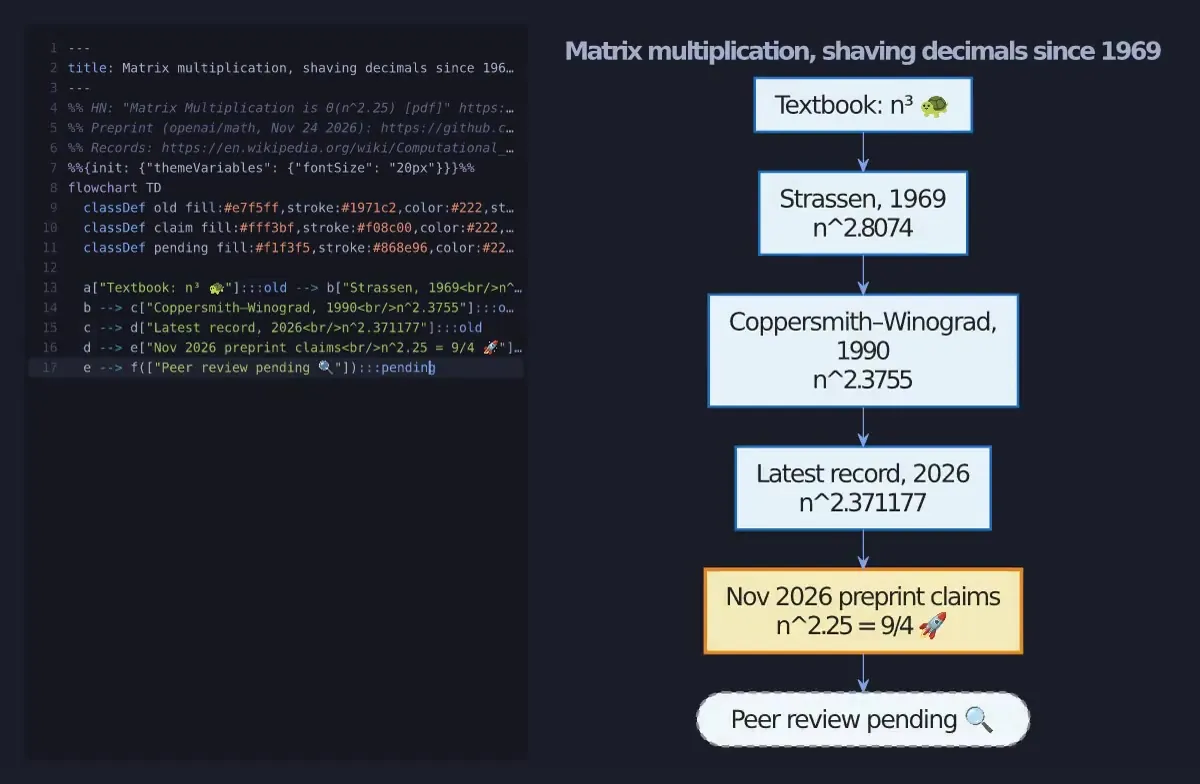 1 ---
2 title: Matrix multiplication, shaving decimals since 196…
3 ---
4 %% HN: "Matrix Multiplication is θ(n^2.25) [pdf]" https:…
5 %% Preprint (openai/math, Nov 24 2026): https://github.c…
6 %% Records: https://en.wikipedia.org/wiki/Computational_…
7 %%{init: {"themeVariables": {"fontSize": "20px"}}}%%
8 flowchart TD
9 classDef old fill:#e7f5ff,stroke:#1971c2,color:#222,st…
10 classDef claim fill:#fff3bf,stroke:#f08c00,color:#222,…
11 classDef pending fill:#f1f3f5,stroke:#868e96,color:#22…
12
13 a["Textbook: n³ 🐢"]:::old --> b["Strassen, 1969<br/>n^…
14 b --> c["Coppersmith–Winograd, 1990<br/>n^2.3755"]:::o…
15 c --> d["Latest record, 2026<br/>n^2.371177"]:::old
16 d --> e["Nov 2026 preprint claims<br/>n^2.25 = 9/4 🚀"]…
17 e --> f(["Peer review pending 🔍"]):::pending
Matrix multiplication, shaving decimals since 1969
Textbook: n³ 🐢
Strassen, 1969
n^2.8074
Coppersmith–Winograd,
1990
n^2.3755
Latest record, 2026
n^2.371177
Nov 2026 preprint claims
n^2.25 = 9/4 🚀
Peer review pending 🔍